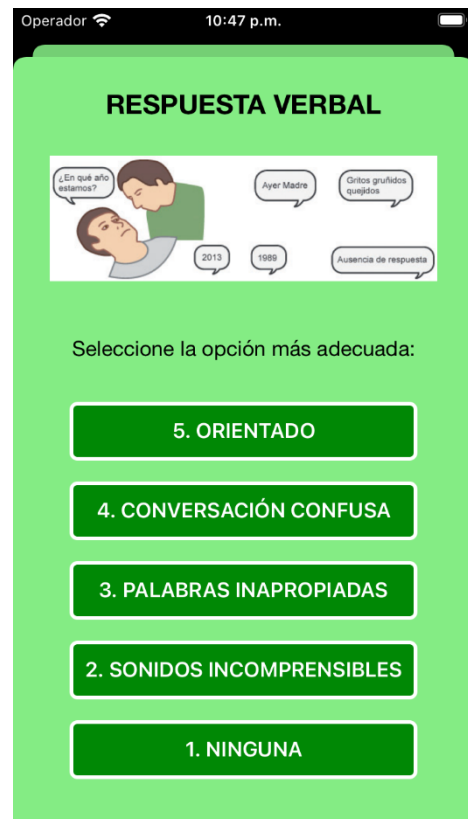 Operador 10:47 p.m.
RESPUESTA VERBAL
¿En qué año
estamos?
Ayer Madre
Gritos gruñidos
quejidos
2013
1989
Ausencia de respuesta
Seleccione la opción más adecuada:
5. ORIENTADO
4. CONVERSACIÓN CONFUSA
3. PALABRAS INAPROPIADAS
2. SONIDOS INCOMPRENSIBLES
1. NINGUNA